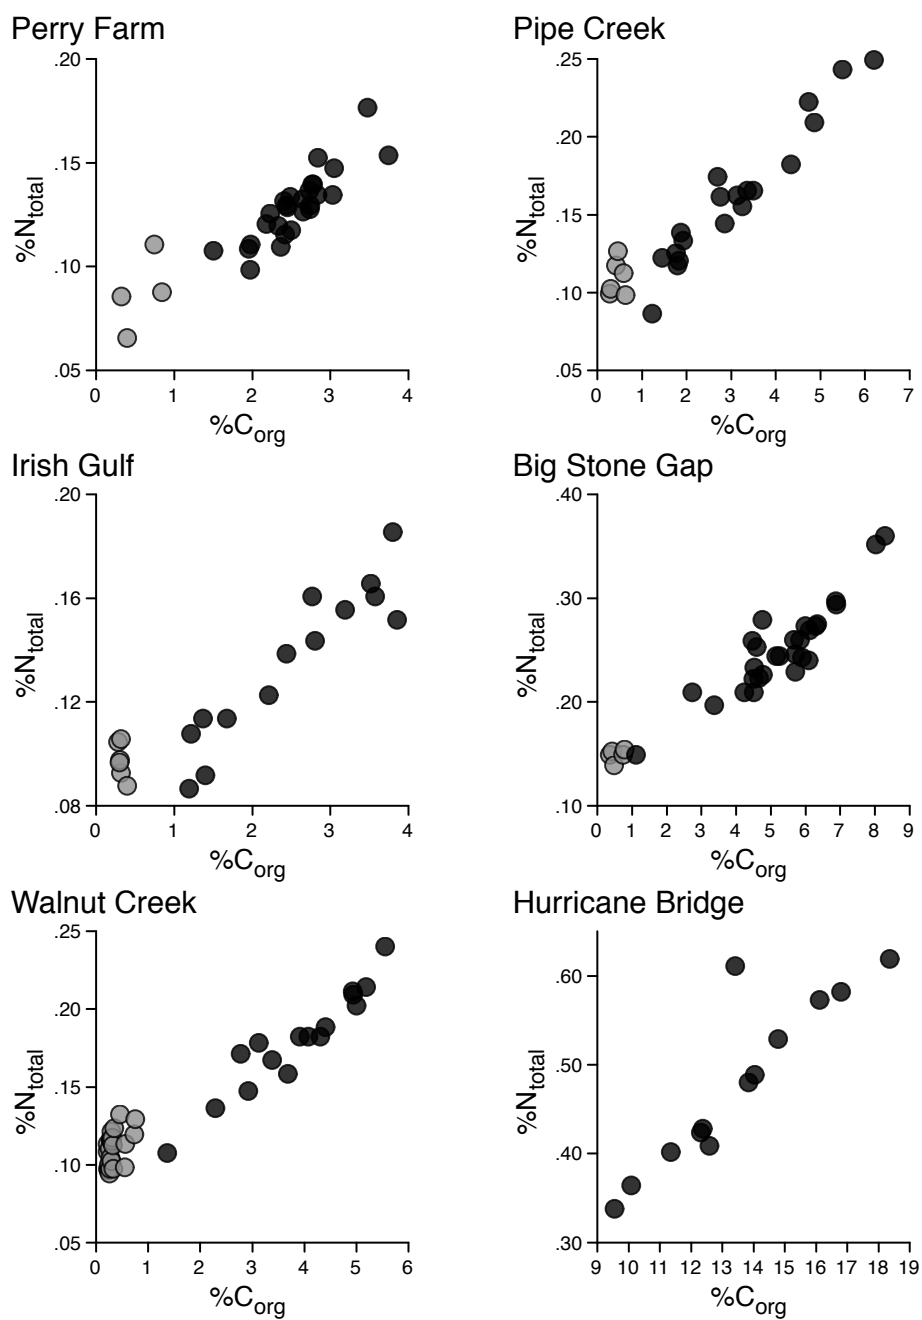 Perry Farm
.20
.15
.10
.05
%Ntotal
0 1 2 3 4
%Corg
Pipe Creek
.25
.20
.15
.10
.05
%Ntotal
0 1 2 3 4 5 6 7
%Corg
Irish Gulf
.20
.16
.12
.08
%Ntotal
0 1 2 3 4
%Corg
Big Stone Gap
.40
.30
.20
.10
%Ntotal
0 1 2 3 4 5 6 7 8 9
%Corg
Walnut Creek
.25
.20
.15
.10
.05
%Ntotal
0 1 2 3 4 5 6
%Corg
Hurricane Bridge
.60
.50
.40
.30
%Ntotal
9 10 11 12 13 14 15 16 17 18 19
%Corg